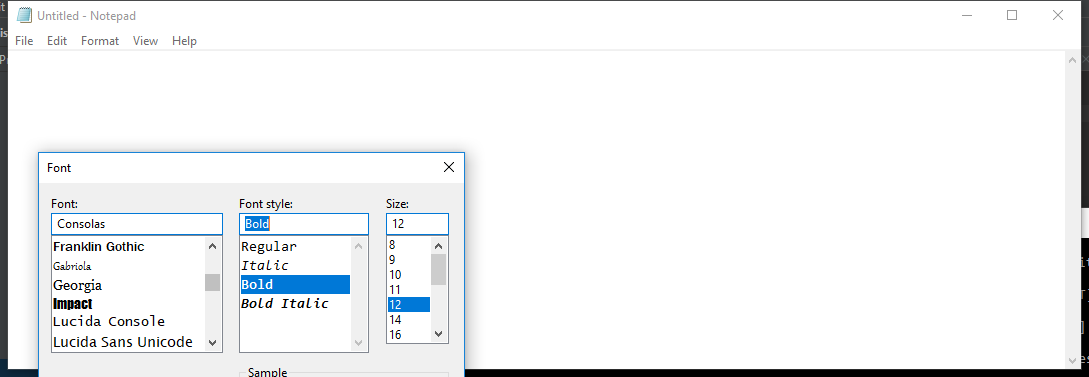 Untitled - Notepad
File Edit Format View Help
Font
Font: Font style: Size:
Consolas Bold 12
Franklin Gothic
Gabriola
Georgia
Impact
Lucida Console
Lucida Sans Unicode
Regular
Italic
Bold
Bold Italic
8
9
10
11
12
14
16
Sample